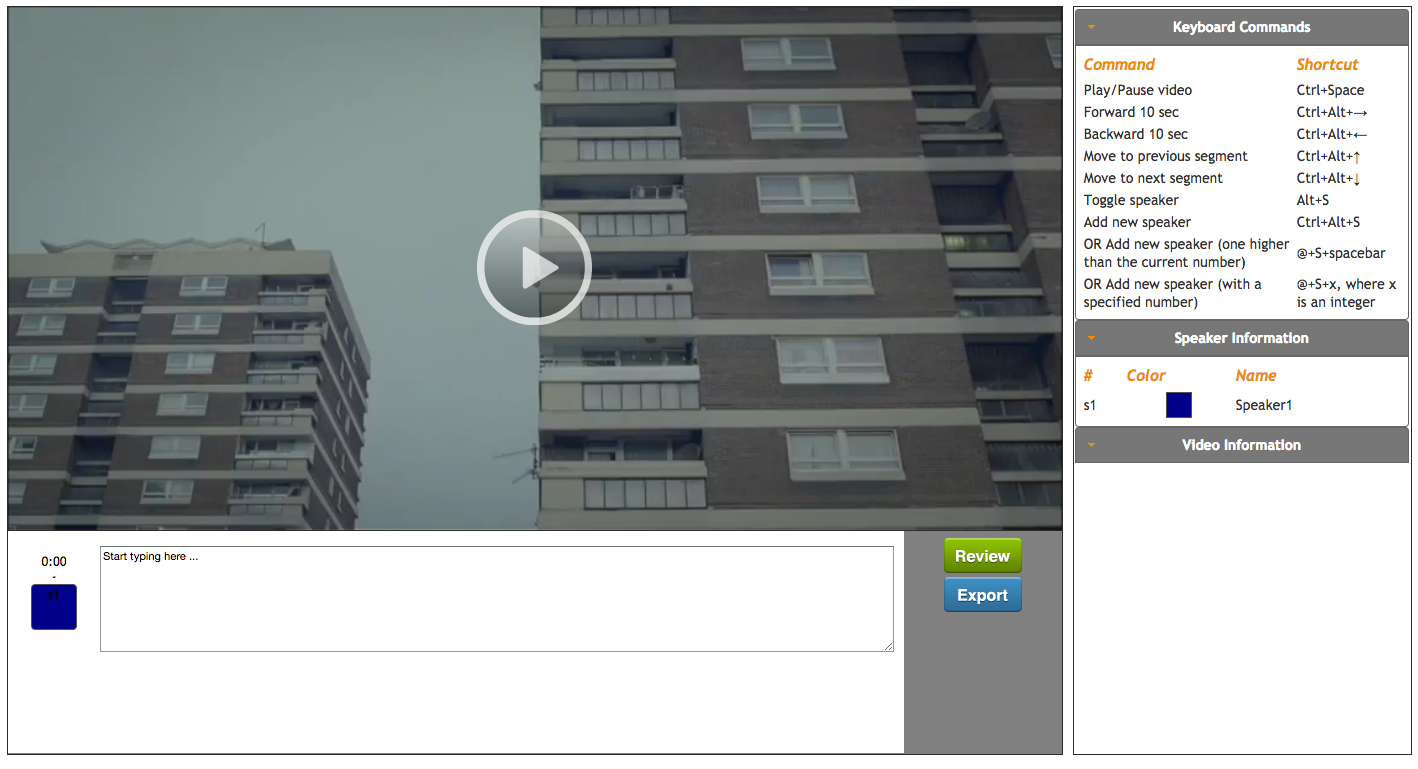 Keyboard Commands
Command Shortcut
Play/Pause video Ctrl+Space
Forward 10 sec Ctrl+Alt+→
Backward 10 sec Ctrl+Alt+←
Move to previous segment Ctrl+Alt+↑
Move to next segment Ctrl+Alt+↓
Toggle speaker Alt+S
Add new speaker Ctrl+Alt+S
OR Add new speaker (one higher
than the current number) @+S+spacebar
OR Add new speaker (with a @+S+x, where x
specified number) is an integer
Speaker Information
# Color Name
s1 Speaker1
Video Information
0:00
-
s1
Start typing here ...
Review
Export